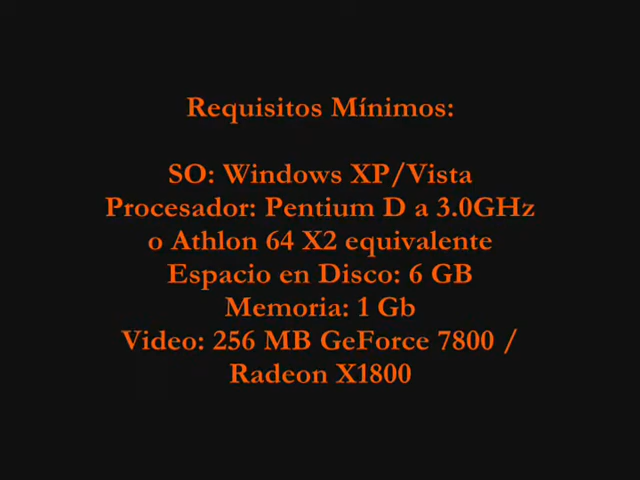 Requisitos Mínimos:
SO: Windows XP/Vista
Procesador: Pentium D a 3.0GHz
o Athlon 64 X2 equivalente
Espacio en Disco: 6 GB
Memoria: 1 Gb
Video: 256 MB GeForce 7800 /
Radeon X1800